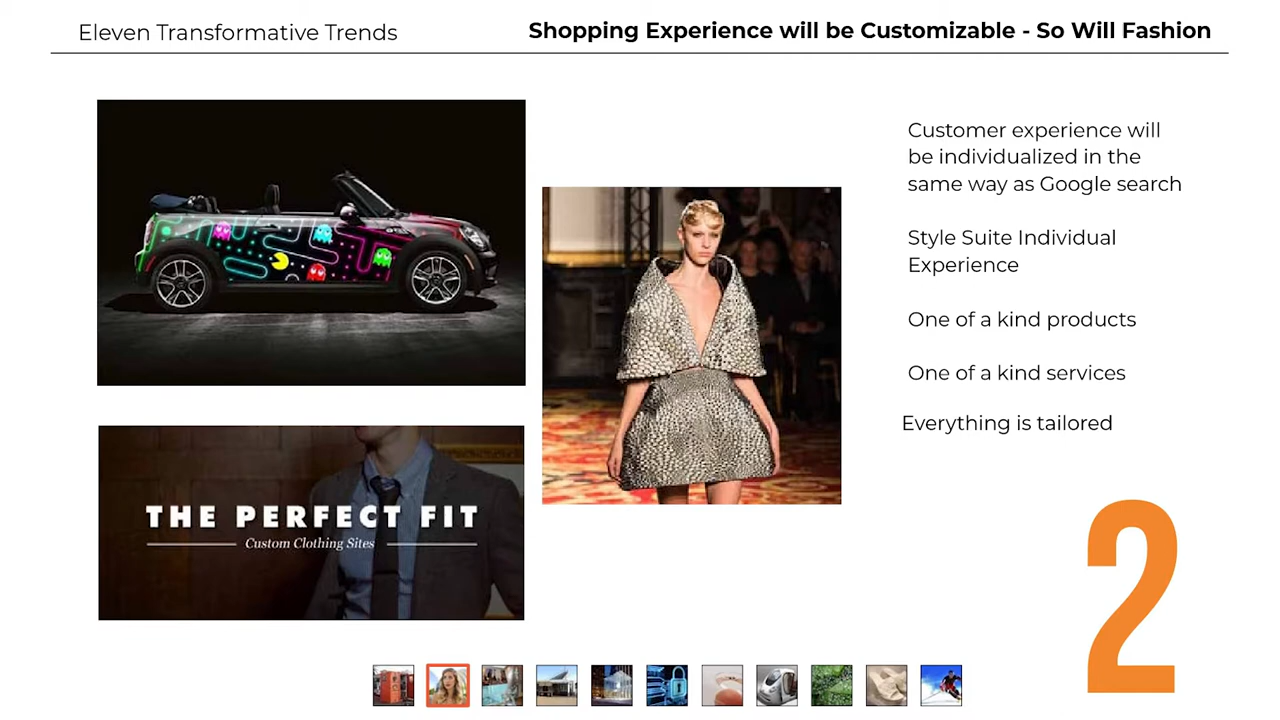 Eleven Transformative Trends
Shopping Experience will be Customizable - So Will Fashion
Customer experience will
be individualized in the
same way as Google search
Style Suite Individual
Experience
One of a kind products
One of a kind services
Everything is tailored
THE PERFECT FIT
Custom Clothing Sites
2